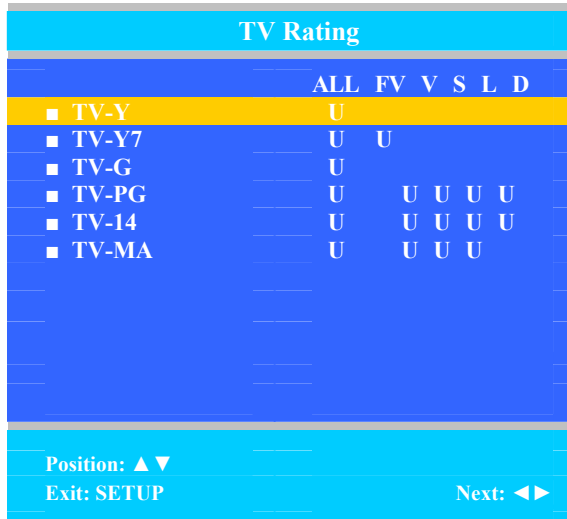 TV Rating
ALL FV V S L D
■ TV-Y U
■ TV-Y7 U U
■ TV-G U
■ TV-PG U U U U U
■ TV-14 U U U U U
■ TV-MA U U U U
Position: ▲▼
Exit: SETUP Next: ◄►